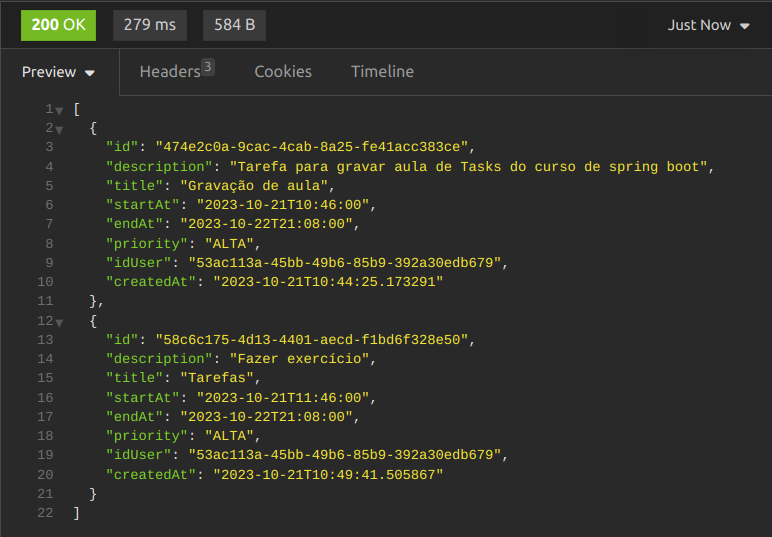 200 OK 279 ms 584 B Just Now
Preview Headers 3 Cookies Timeline
1 [
2 {
3 "id": "474e2c0a-9cac-4cab-8a25-fe41acc383ce",
4 "description": "Tarefa para gravar aula de Tasks do curso de spring boot",
5 "title": "Gravação de aula",
6 "startAt": "2023-10-21T10:46:00",
7 "endAt": "2023-10-22T21:08:00",
8 "priority": "ALTA",
9 "idUser": "53ac113a-45bb-49b6-85b9-392a30edb679",
10 "createdAt": "2023-10-21T10:44:25.173291"
11 },
12 {
13 "id": "58c6c175-4d13-4401-aecd-f1bd6f328e50",
14 "description": "Fazer exercício",
15 "title": "Tarefas",
16 "startAt": "2023-10-21T11:46:00",
17 "endAt": "2023-10-22T21:08:00",
18 "priority": "ALTA",
19 "idUser": "53ac113a-45bb-49b6-85b9-392a30edb679",
20 "createdAt": "2023-10-21T10:49:41.505867"
21 }
22 ]